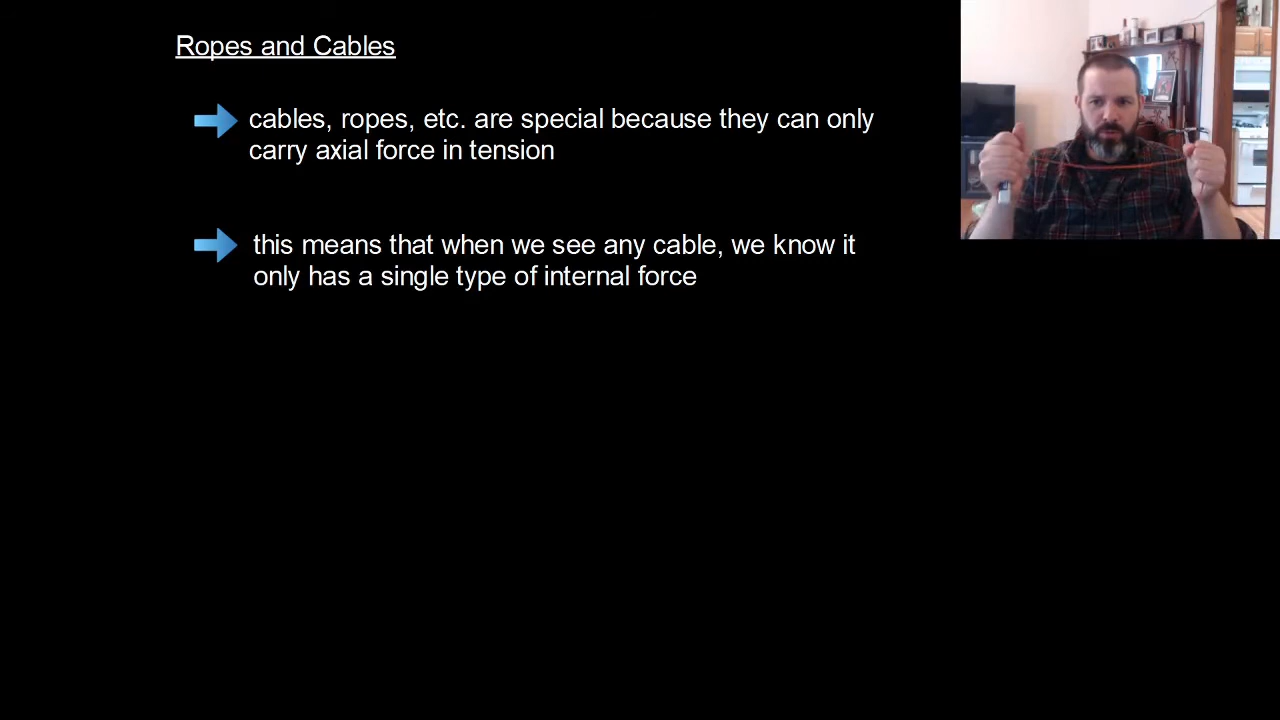 Ropes and Cables
cables, ropes, etc. are special because they can only
carry axial force in tension
this means that when we see any cable, we know it
only has a single type of internal force